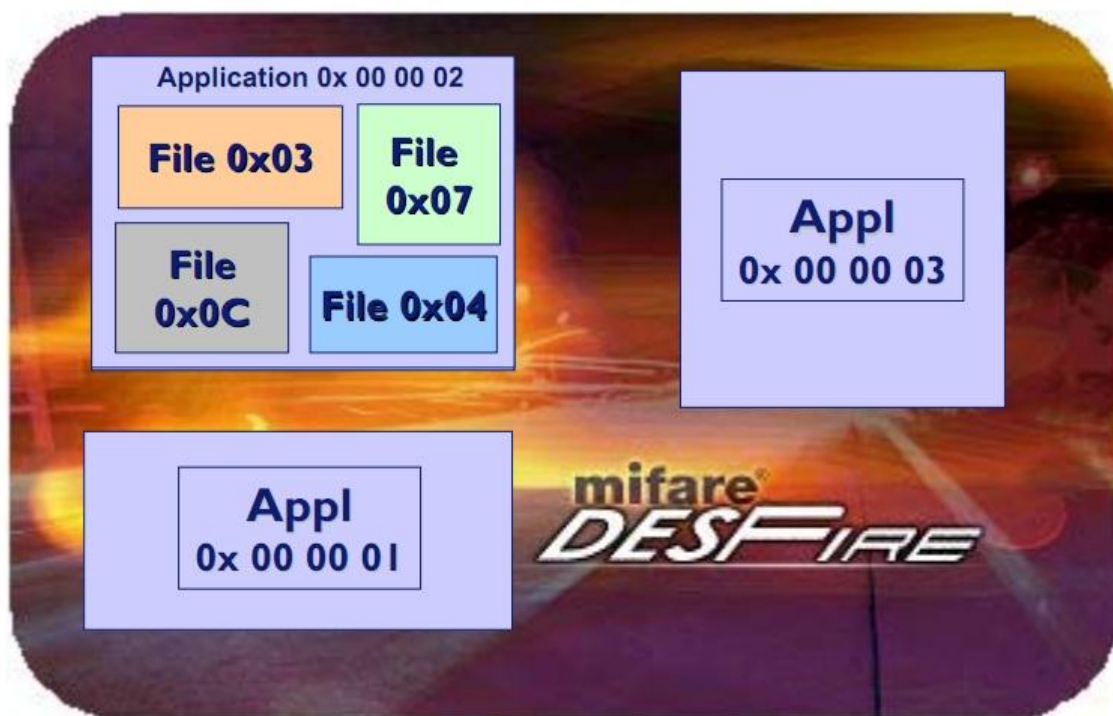 Application 0x 00 00 02
File 0x03
File
0x07
File
0x0C
File 0x04
Appl
0x 00 00 03
Appl
0x 00 00 01
mifare®
DESFIRE